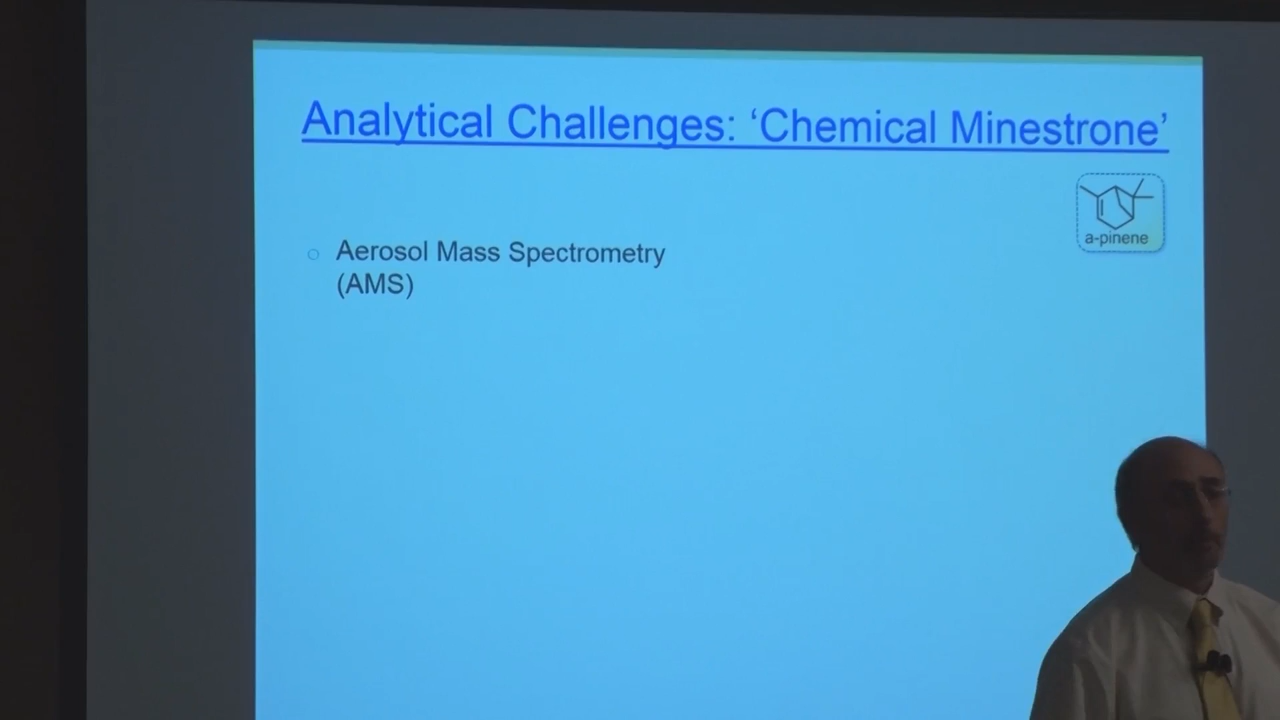 Analytical Challenges: ‘Chemical Minestrone’
a-pinene
○ Aerosol Mass Spectrometry
(AMS)